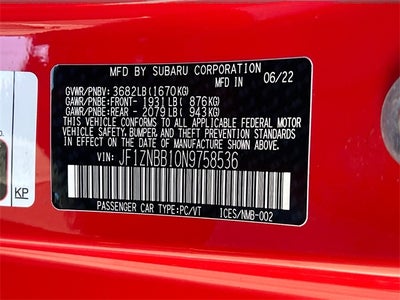 MFD BY SUBARU CORPORATION
MFD IN 06/22
GVWR/PNBV: 3682LB(1670KG)
GAWR/PNBE:FRONT- 1931LB( 876KG)
GAWR/PNBE:REAR - 2079LB( 943KG)
THIS VEHICLE CONFORMS TO ALL APPLICABLE FEDERAL MOTOR
VEHICLE SAFETY, BUMPER, AND THEFT PREVENTION STANDARDS
IN EFFECT ON THE DATE OF MANUFACTURE SHOWN ABOVE.
VIN: JF1ZNBB10N9758536
PASSENGER CAR TYPE:PC/VT ICES/NMB-002
KP